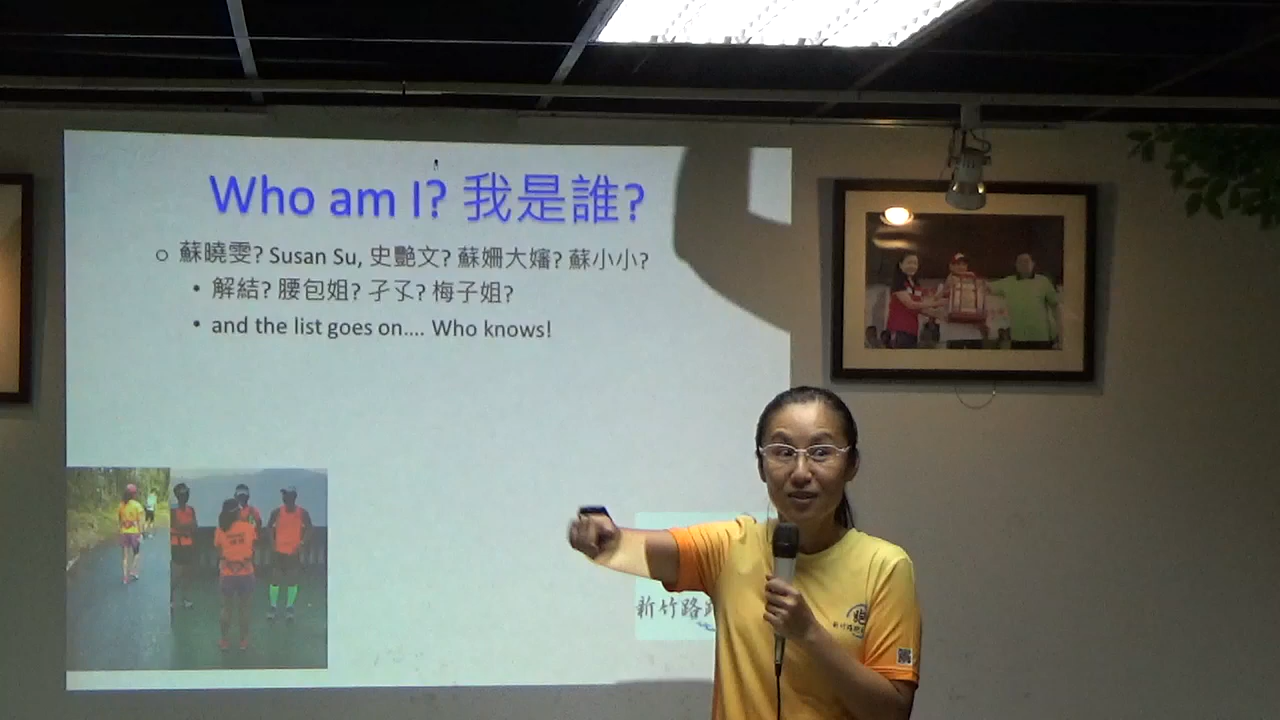 Who am I? 我是誰?
蘇曉雯? Susan Su, 史艷文? 蘇姍大嬸? 蘇小小?
解結? 腰包姐? 孑孓? 梅子姐?
and the list goes on.... Who knows!
新竹路跑